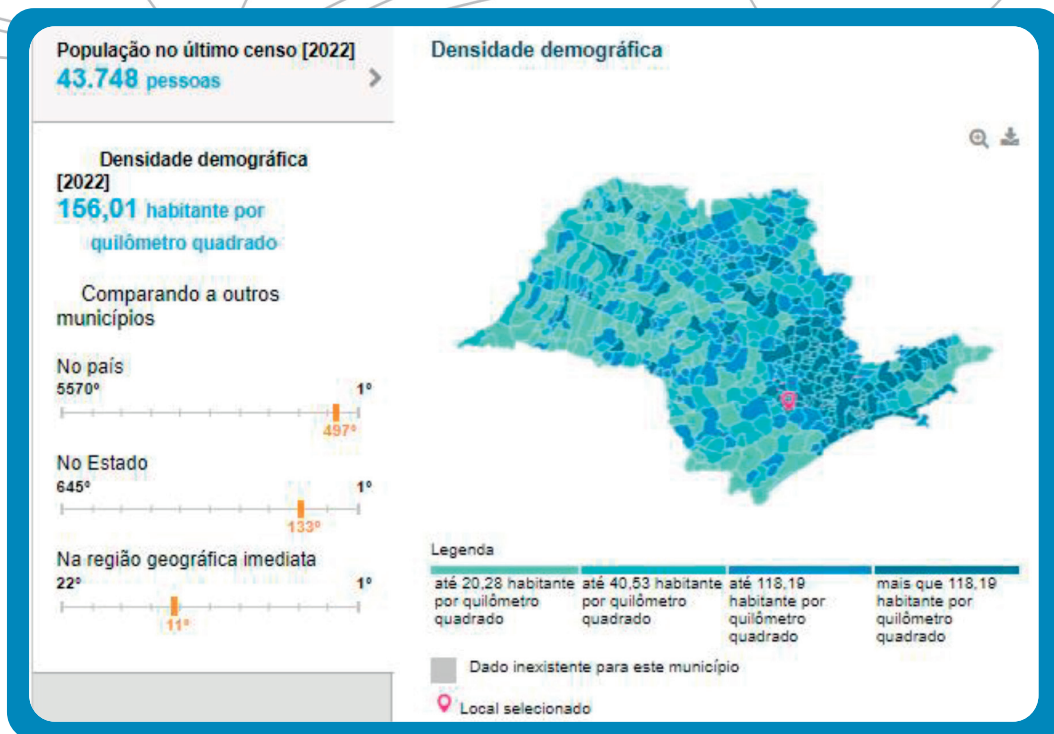 População no último censo [2022]
43.748 pessoas
Densidade demográfica
[2022]
156,01 habitante por
quilômetro quadrado
Comparando a outros
municípios
No país
5570º 1º
497º
No Estado
645º 1º
133º
Na região geográfica imediata
22º 1º
11º
Densidade demográfica
Legenda
até 20,28 habitante
por quilômetro
quadrado
até 40,53 habitante
por quilômetro
quadrado
até 118,19
habitante por
quilômetro
quadrado
mais que 118,19
habitante por
quilômetro
quadrado
Dado inexistente para este município
Local selecionado